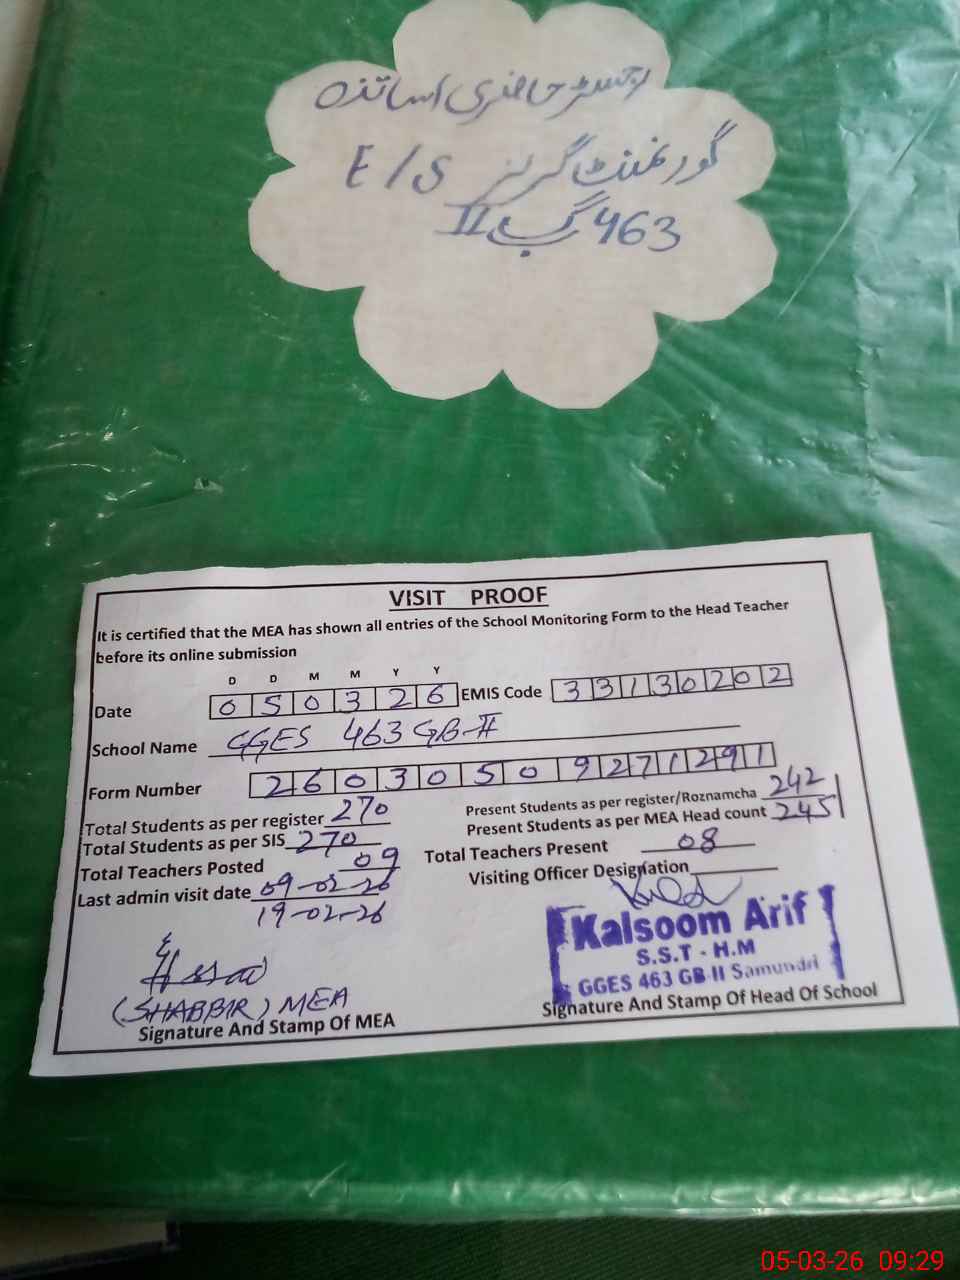 رجسٹر حاضری اساتذہ
گورنمنٹ گرلز E/S
463 گ ب II
VISIT PROOF
It is certified that the MEA has shown all entries of the School Monitoring Form to the Head Teacher
before its online submission
D D M M Y Y
Date 0 5 0 3 2 6 EMIS Code 3 3 1 3 0 2 0 2
School Name GGES 463 GB-II
Form Number 2 6 0 3 0 5 0 9 2 7 1 2 9 1
Total Students as per register 270 Present Students as per register/Roznamcha 242
Total Students as per SIS 270 Present Students as per MEA Head count 245
Total Teachers Posted 09 Total Teachers Present 08
Last admin visit date 09-02-26 Visiting Officer Designation
19-02-26
Kalsoom Arif
S.S.T - H.M
GGES 463 GB II Samundri
(SHABBIR) MEA
Signature And Stamp Of MEA Signature And Stamp Of Head Of School
05-03-26 09:29